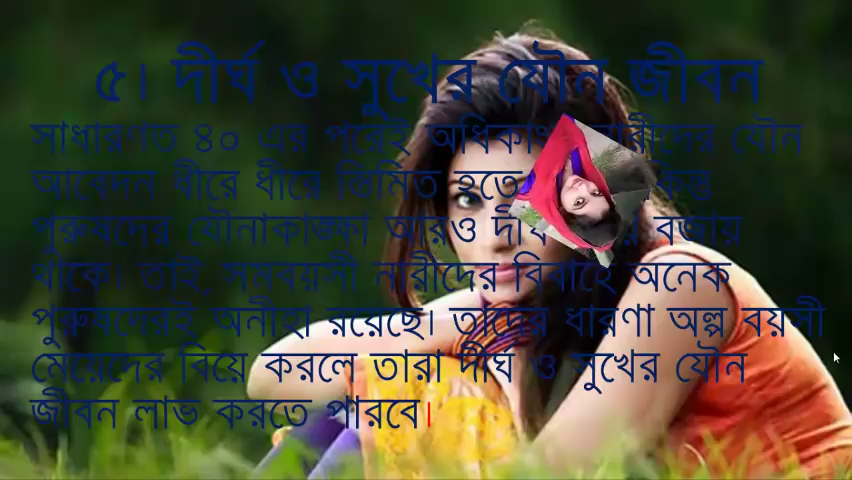 ৫। দীর্ঘ ও সুখের যৌন জীবন
সাধারণত ৪০ এর পরেই অধিকাংশ নারীদের যৌন
আবেদন ধীরে ধীরে স্তিমিত হতে কিন্তু
পুরুষদের যৌনাকাঙ্ক্ষা আরও দীর্ঘ বজায়
থাকে। তাই, সমবয়সী নারীদের বিবাহে অনেক
পুরুষদেরই অনীহা রয়েছে। তাদের ধারণা অল্প বয়সী
মেয়েদের বিয়ে করলে তারা দীর্ঘ ও সুখের যৌন
জীবন লাভ করতে পারবে।